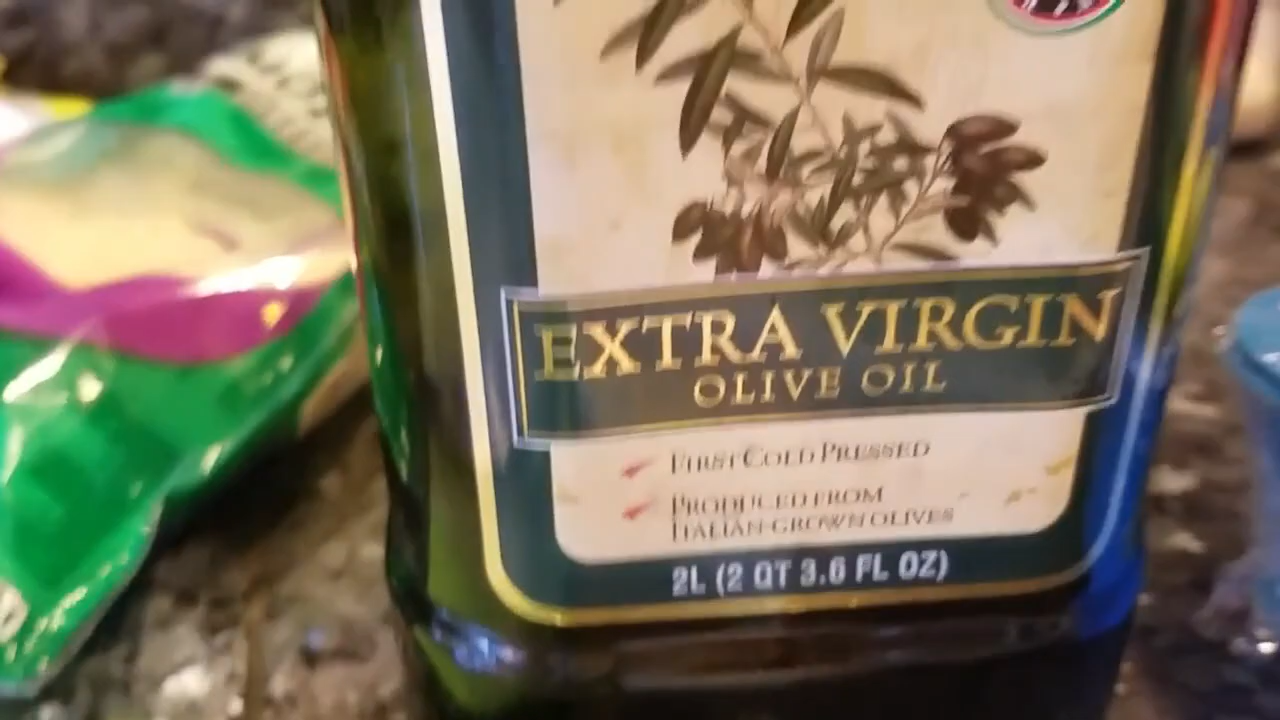 EXTRA VIRGIN
OLIVE OIL
FIRST COLD PRESSED
PRODUCED FROM
ITALIAN-GROWN OLIVES
2L (2 QT 3.6 FL OZ)